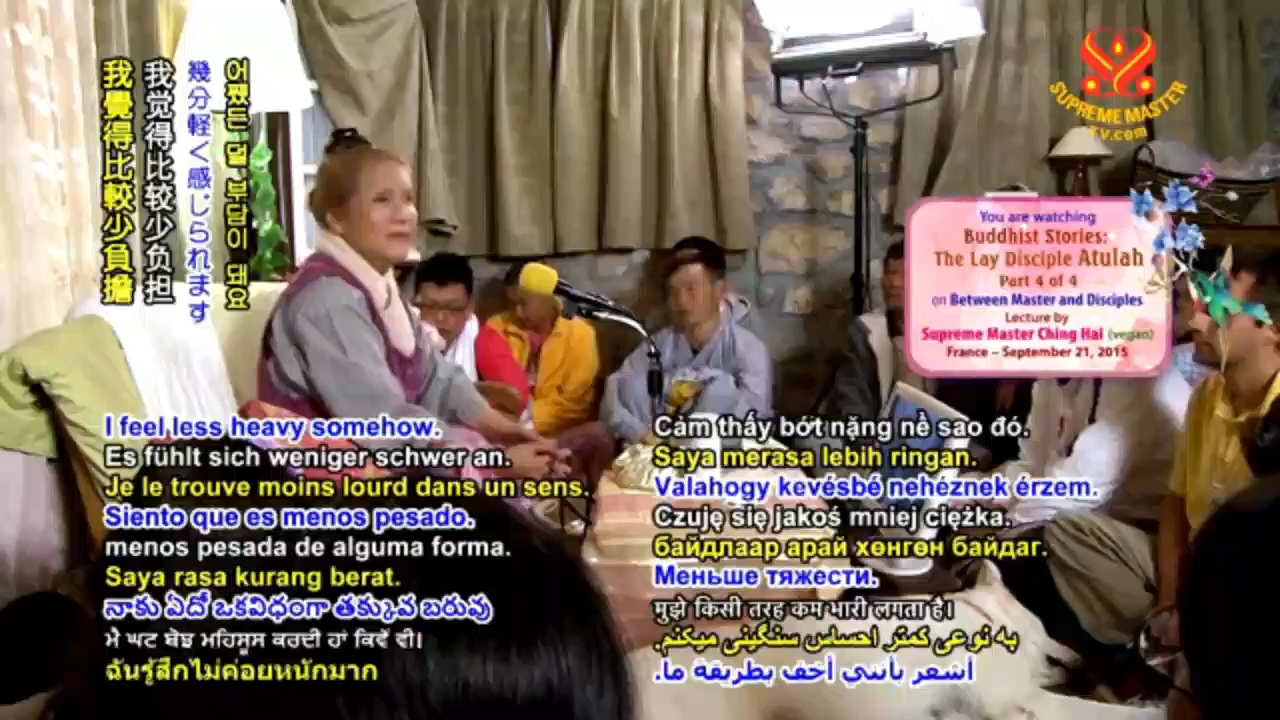 我覺得比較少負擔
我觉得比较少负担
幾分軽く感じられます
어쨌든 덜 부담이 돼요
SUPREME MASTER
TV.com
You are watching
Buddhist Stories:
The Lay Disciple Atulah
Part 4 of 4
on Between Master and Disciples
Lecture by
Supreme Master Ching Hai (vegan)
France – September 21, 2015
I feel less heavy somehow.
Es fühlt sich weniger schwer an.
Je le trouve moins lourd dans un sens.
Siento que es menos pesado.
menos pesada de alguma forma.
Saya rasa kurang berat.
నాకు ఏదో ఒకవిధంగా తక్కువ బరువు
ਮੈਂ ਘਟ ਬੋਝ ਮਹਿਸੂਸ ਕਰਦੀ ਹਾਂ ਕਿਵੇਂ ਵੀ।
ฉันรู้สึกไม่ค่อยหนักมาก
Cảm thấy bớt nặng nề sao đó.
Saya merasa lebih ringan.
Valahogy kevésbé nehéznek érzem.
Czuję się jakoś mniej ciężka.
байдлаар арай хөнгөн байдаг.
Меньше тяжести.
मुझे किसी तरह कम भारी लगता है।
به نوعی کمتر احساس سنگینی میکنم.
أشعر بأنني أخف بطريقة ما.